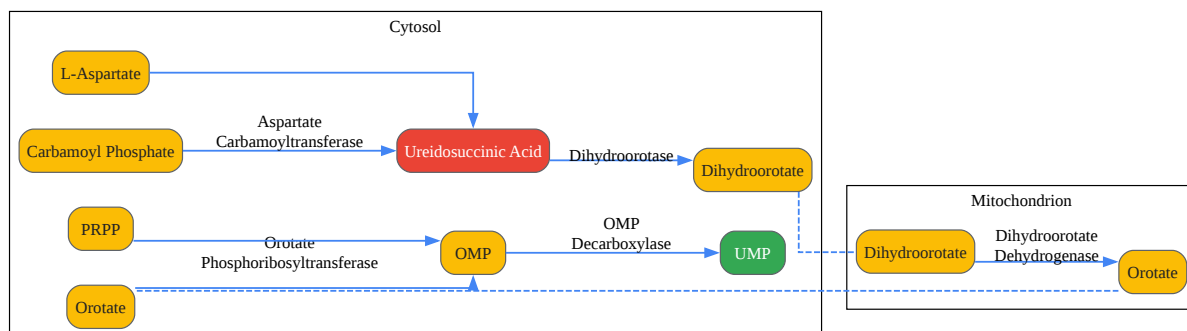 Cytosol
L-Aspartate
Aspartate
Carbamoyltransferase
Carbamoyl Phosphate
Ureidosuccinic Acid
Dihydroorotase
Dihydroorotate
Mitochondrion
PRPP
Orotate
Phosphoribosyltransferase
OMP
OMP
Decarboxylase
UMP
Dihydroorotate
Dihydroorotate
Dehydrogenase
Orotate
Orotate